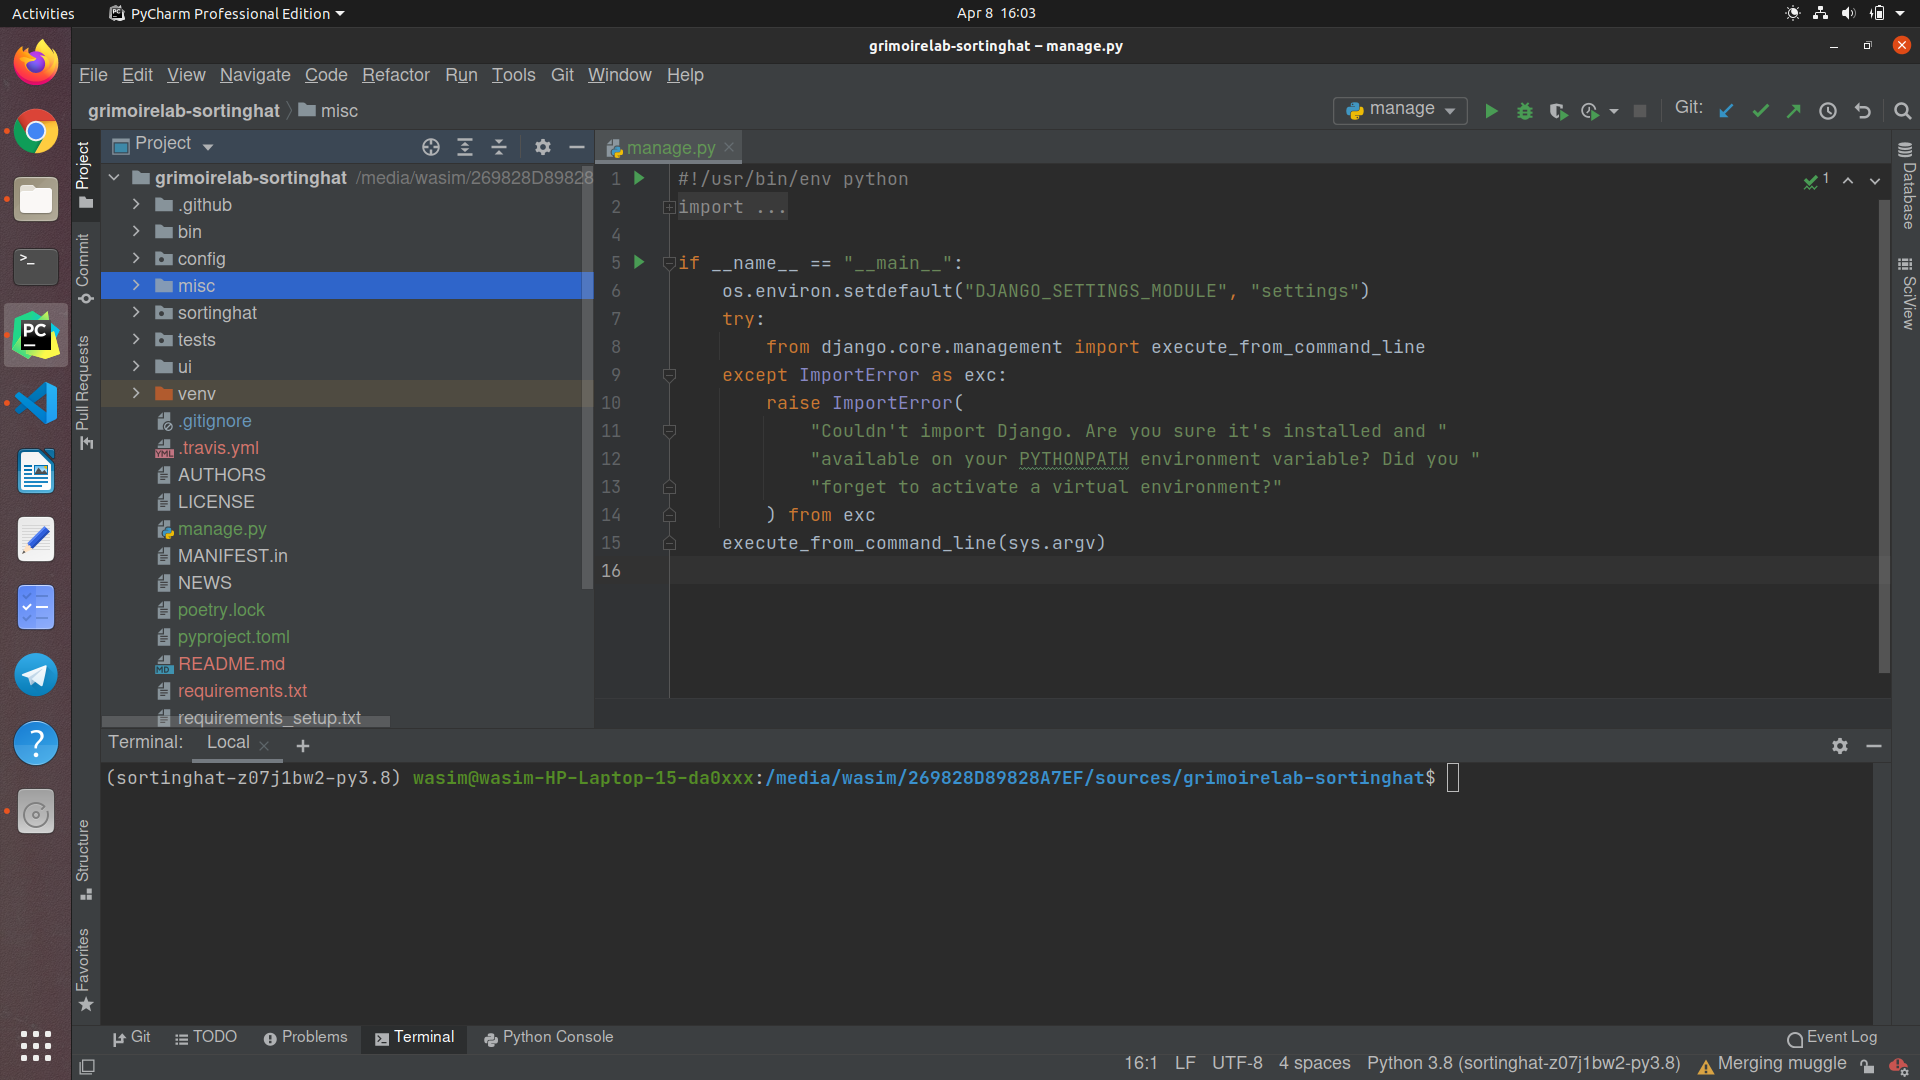 Activities PyCharm Professional Edition Apr 8 16:03
grimoirelab-sortinghat – manage.py
File Edit View Navigate Code Refactor Run Tools Git Window Help
grimoirelab-sortinghat misc manage Git:
Project manage.py
grimoirelab-sortinghat /media/wasim/269828D89828
.github
bin
config
misc
sortinghat
tests
ui
venv
.gitignore
.travis.yml
AUTHORS
LICENSE
manage.py
MANIFEST.in
NEWS
poetry.lock
pyproject.toml
README.md
requirements.txt
requirements_setup.txt
1 #!/usr/bin/env python
2 import ...
4
5 if __name__ == "__main__":
6 os.environ.setdefault("DJANGO_SETTINGS_MODULE", "settings")
7 try:
8 from django.core.management import execute_from_command_line
9 except ImportError as exc:
10 raise ImportError(
11 "Couldn't import Django. Are you sure it's installed and "
12 "available on your PYTHONPATH environment variable? Did you "
13 "forget to activate a virtual environment?"
14 ) from exc
15 execute_from_command_line(sys.argv)
16
1
Project
Commit
Pull Requests
Structure
Favorites
Database
SciView
Terminal: Local
(sortinghat-z07j1bw2-py3.8) wasim@wasim-HP-Laptop-15-da0xxx:/media/wasim/269828D89828A7EF/sources/grimoirelab-sortinghat$
Git TODO Problems Terminal Python Console Event Log
16:1 LF UTF-8 4 spaces Python 3.8 (sortinghat-z07j1bw2-py3.8) Merging muggle